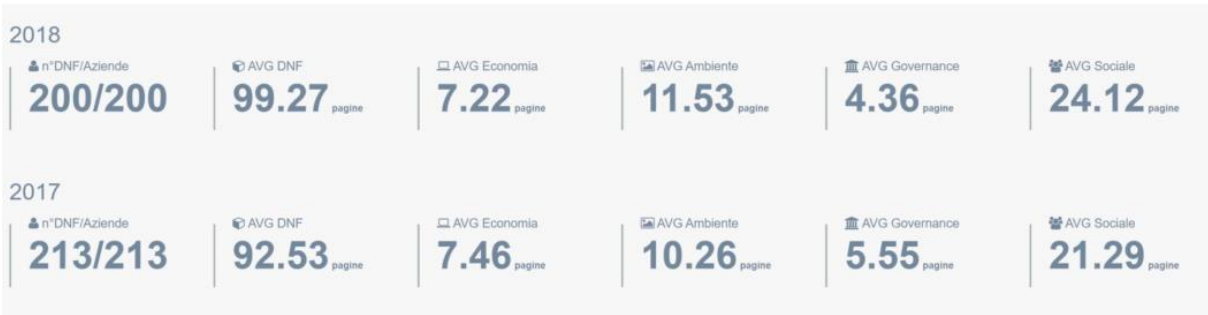 2018
n°DNF/Aziende AVG DNF AVG Economia AVG Ambiente AVG Governance AVG Sociale
200/200 99.27 pagine 7.22 pagine 11.53 pagine 4.36 pagine 24.12 pagine
2017
n°DNF/Aziende AVG DNF AVG Economia AVG Ambiente AVG Governance AVG Sociale
213/213 92.53 pagine 7.46 pagine 10.26 pagine 5.55 pagine 21.29 pagine